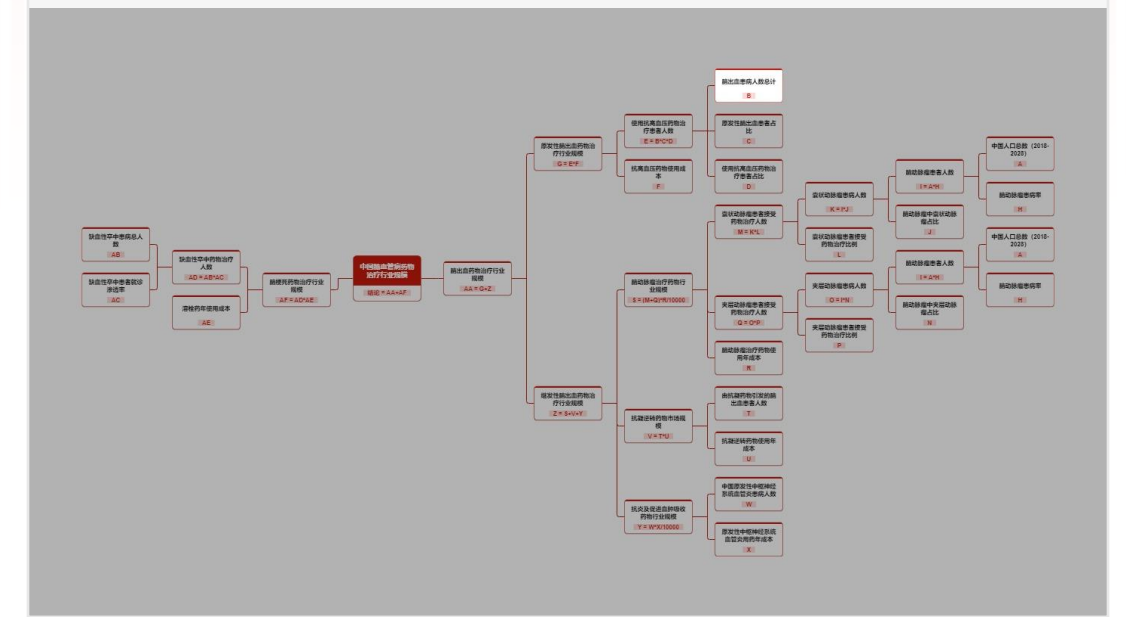 脑出血患病人数总计
B
使用抗高血压药物治
疗患者人数
E = B*C*D
原发性脑出血患者占
比
C
原发性脑出血药物治
疗行业规模
G = E*F
抗高血压药物使用成
本
F
使用抗高血压药物治
疗患者占比
D
中国人口总数（2018-
2028）
A
脑动脉瘤患者人数
I = A*H
脑动脉瘤患病率
H
囊状动脉瘤患病人数
K = I*J
脑动脉瘤中囊状动脉
瘤占比
J
囊状动脉瘤患者接受
药物治疗人数
M = K*L
囊状动脉瘤患者接受
药物治疗比例
L
中国人口总数（2018-
2028）
A
缺血性卒中患病总人
数
AB
缺血性卒中药物治疗
人数
AD = AB*AC
缺血性卒中患者就诊
渗透率
AC
溶栓药年使用成本
AE
脑梗死药物治疗行业
规模
AF = AD*AE
中国脑血管病药物
治疗行业规模
结论 = AA+AF
脑出血药物治疗行业
规模
AA = G+Z
脑动脉瘤治疗药物行
业规模
S = (M+Q)*R/10000
脑动脉瘤患者人数
I = A*H
脑动脉瘤患病率
H
夹层动脉瘤患病人数
O = I*N
脑动脉瘤中夹层动脉
瘤占比
N
夹层动脉瘤患者接受
药物治疗人数
Q = O*P
夹层动脉瘤患者接受
药物治疗比例
P
脑动脉瘤治疗药物使
用年成本
R
继发性脑出血药物治
疗行业规模
Z = S+V+Y
由抗凝药物引发的脑
出血患者人数
T
抗凝逆转药物市场规
模
V = T*U
抗凝逆转药物使用年
成本
U
中国原发性中枢神经
系统血管炎患病人数
W
抗炎及促进血肿吸收
药物行业规模
Y = W*X/10000
原发性中枢神经系统
血管炎用药年成本
X